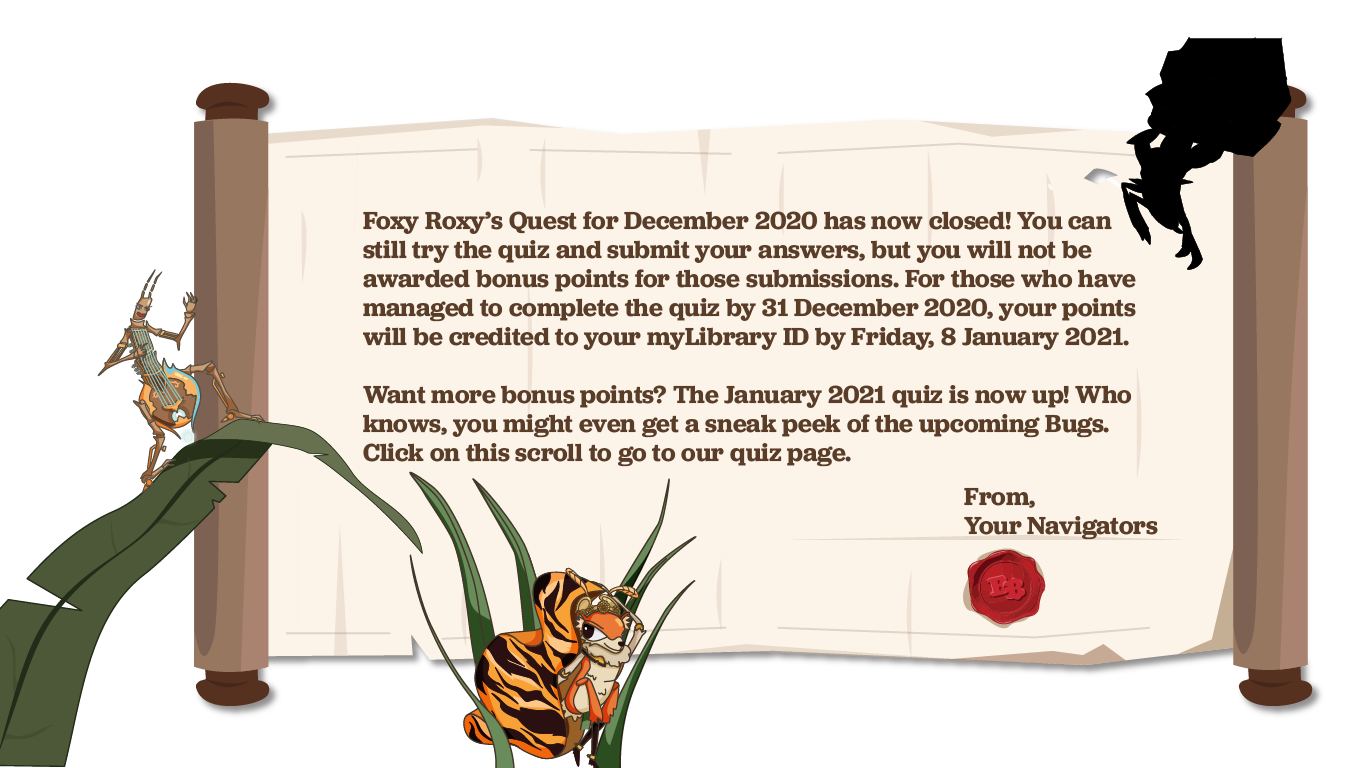 Foxy Roxy’s Quest for December 2020 has now closed! You can
still try the quiz and submit your answers, but you will not be
awarded bonus points for those submissions. For those who have
managed to complete the quiz by 31 December 2020, your points
will be credited to your myLibrary ID by Friday, 8 January 2021.
Want more bonus points? The January 2021 quiz is now up! Who
knows, you might even get a sneak peek of the upcoming Bugs.
Click on this scroll to go to our quiz page.
From,
Your Navigators
EB